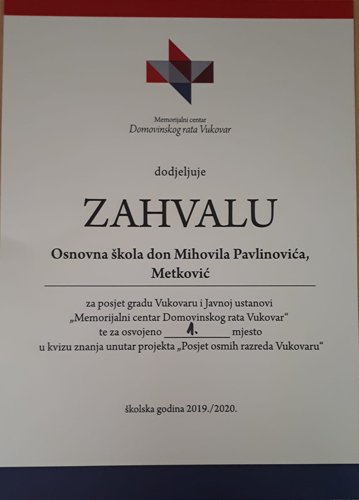 Memorijalni centar
Domovinskog rata Vukovar
dodjeljuje
ZAHVALU
Osnovna škola don Mihovila Pavlinovića,
Metković
za posjet gradu Vukovaru i Javnoj ustanovi
„Memorijalni centar Domovinskog rata Vukovar“
te za osvojeno 1. mjesto
u kvizu znanja unutar projekta „Posjet osmih razreda Vukovaru“
školska godina 2019./2020.